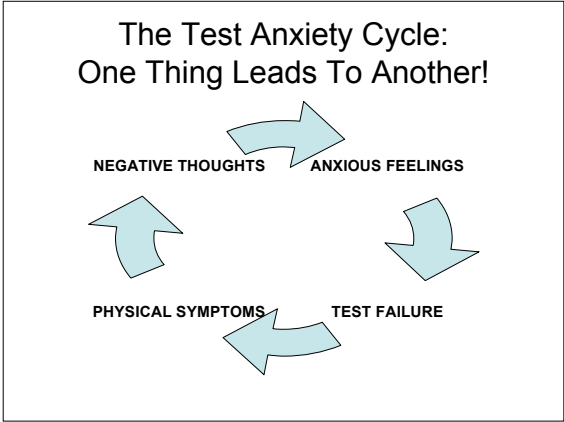 The Test Anxiety Cycle:
One Thing Leads To Another!
NEGATIVE THOUGHTS
ANXIOUS FEELINGS
PHYSICAL SYMPTOMS
TEST FAILURE